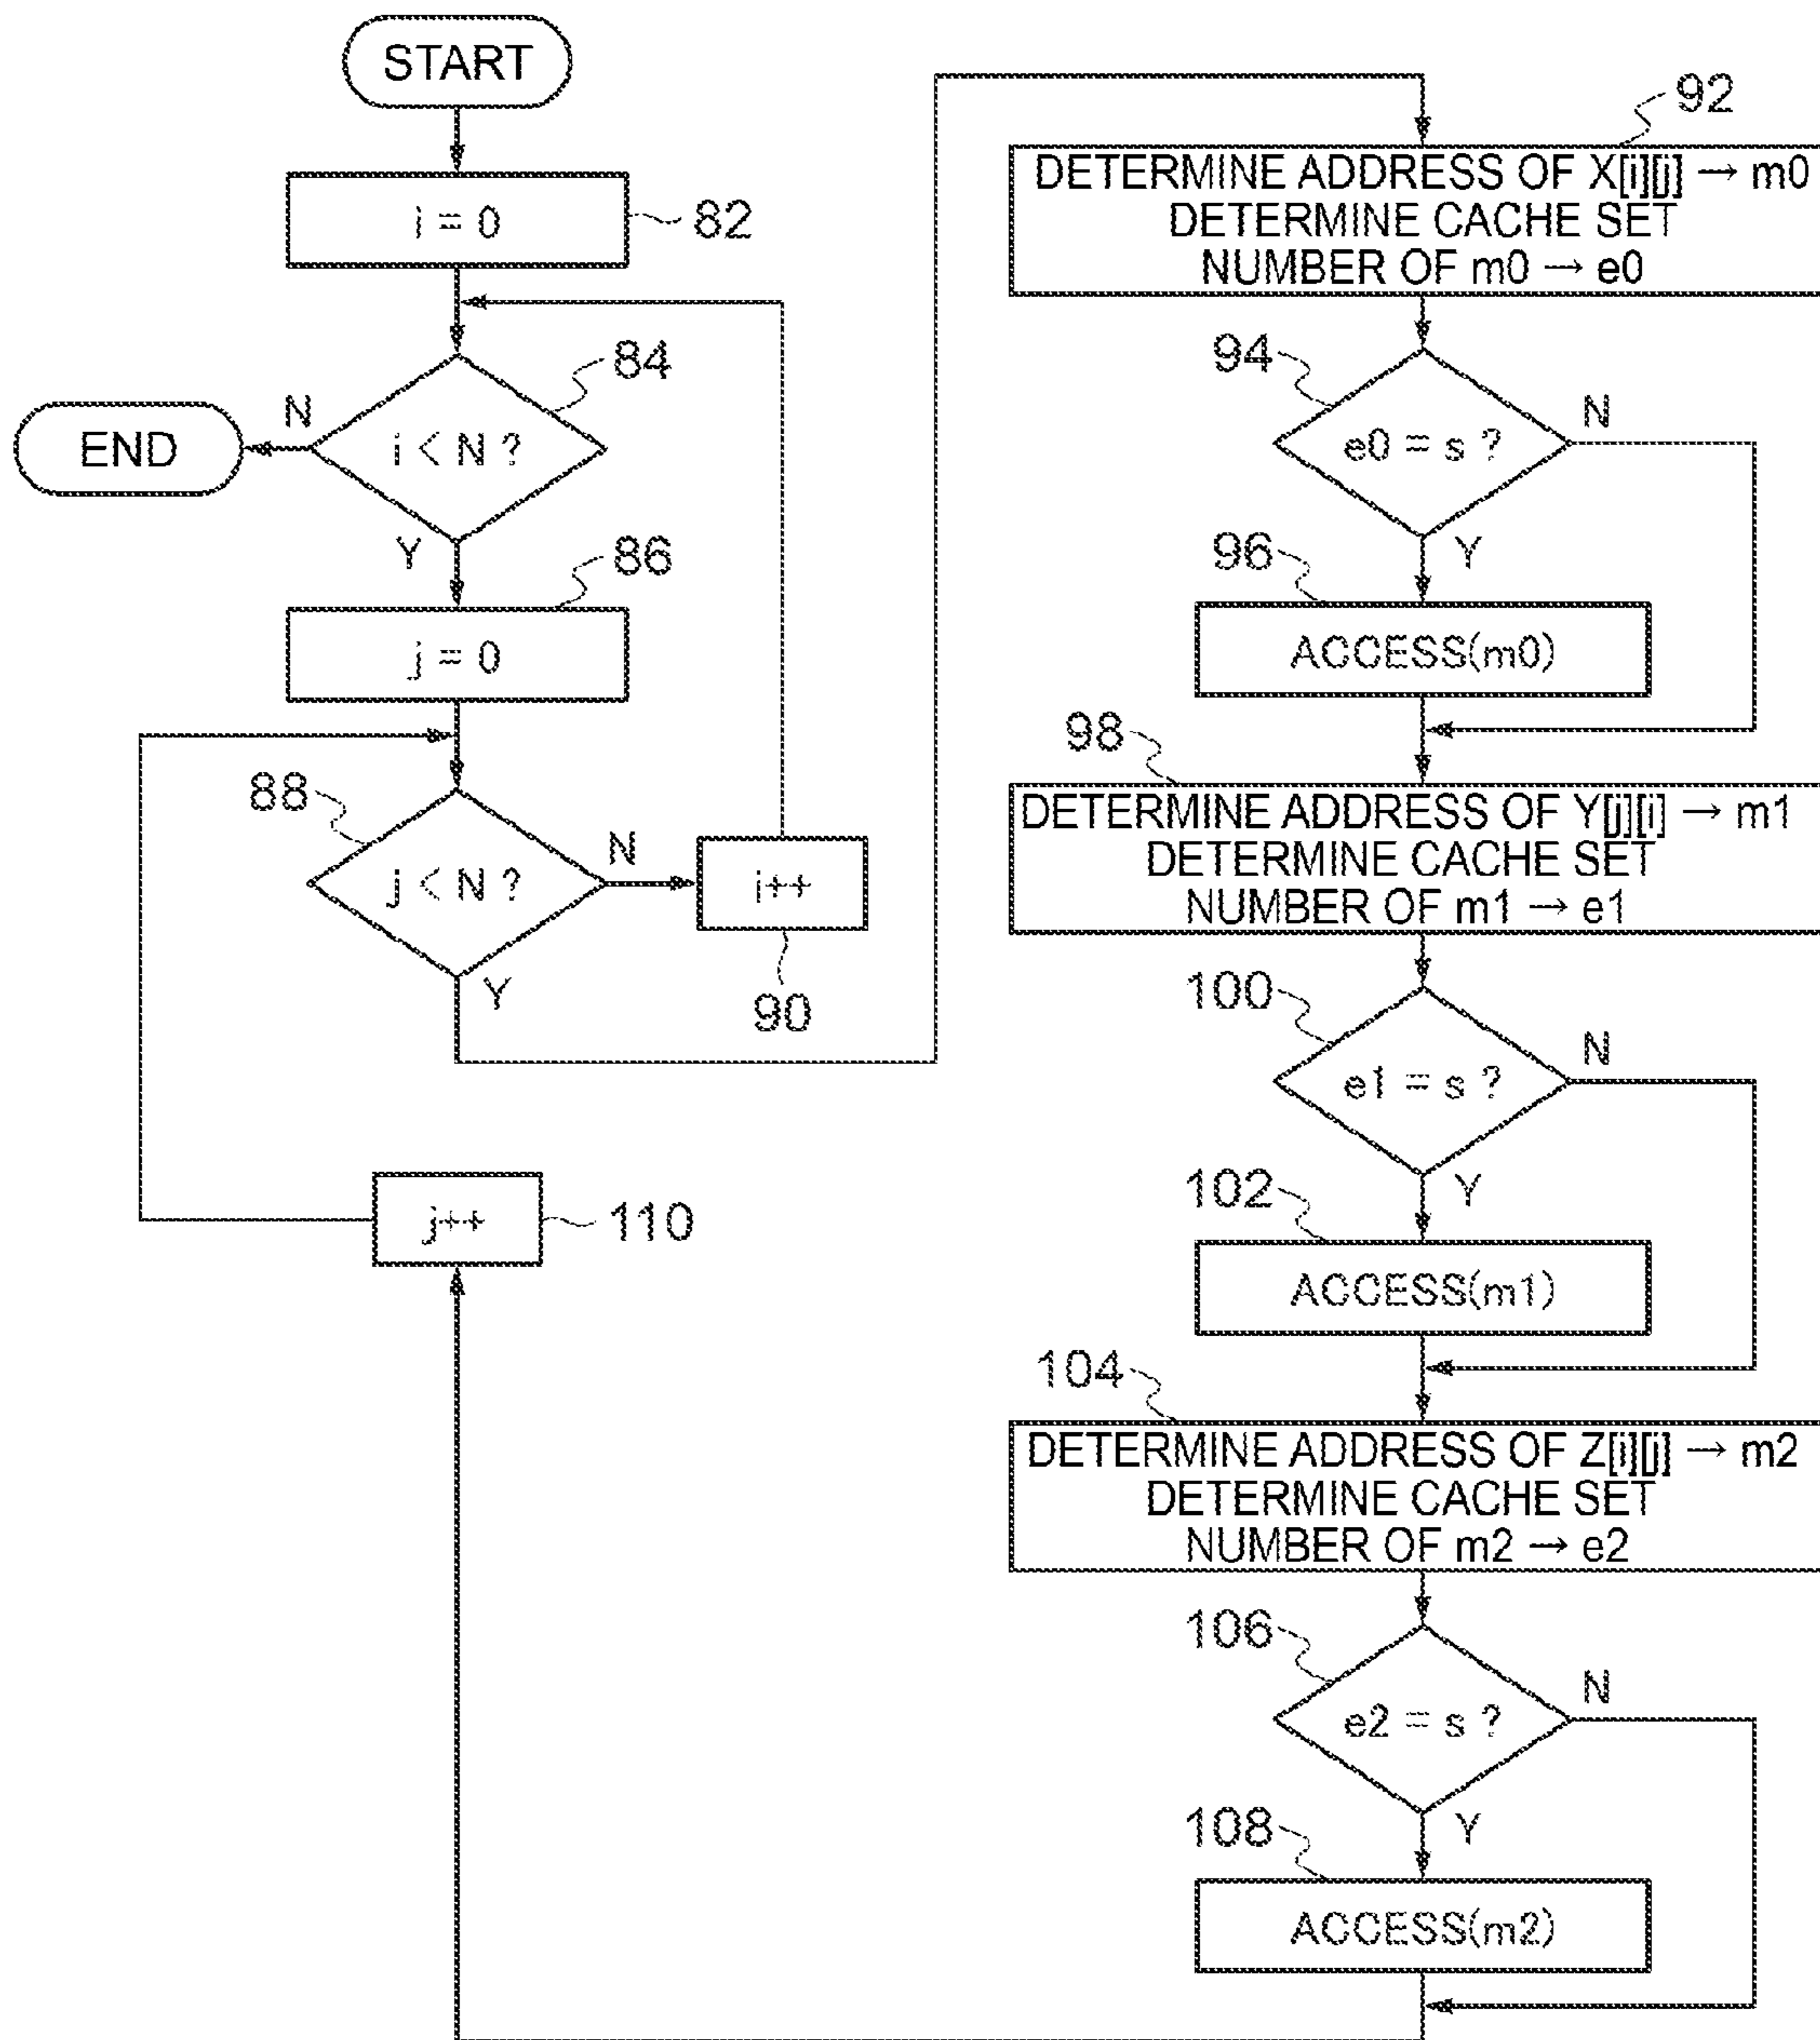 START
i = 0
82
84
i < N ?
N
END
Y
86
j = 0
88
j < N ?
N
i++
90
Y
j++
110
92
DETERMINE ADDRESS OF X[i][j] → m0
DETERMINE CACHE SET
NUMBER OF m0 → e0
94
e0 = s ?
N
Y
96
ACCESS(m0)
98
DETERMINE ADDRESS OF Y[j][i] → m1
DETERMINE CACHE SET
NUMBER OF m1 → e1
100
e1 = s ?
N
Y
102
ACCESS(m1)
104
DETERMINE ADDRESS OF Z[i][j] → m2
DETERMINE CACHE SET
NUMBER OF m2 → e2
106
e2 = s ?
N
Y
108
ACCESS(m2)